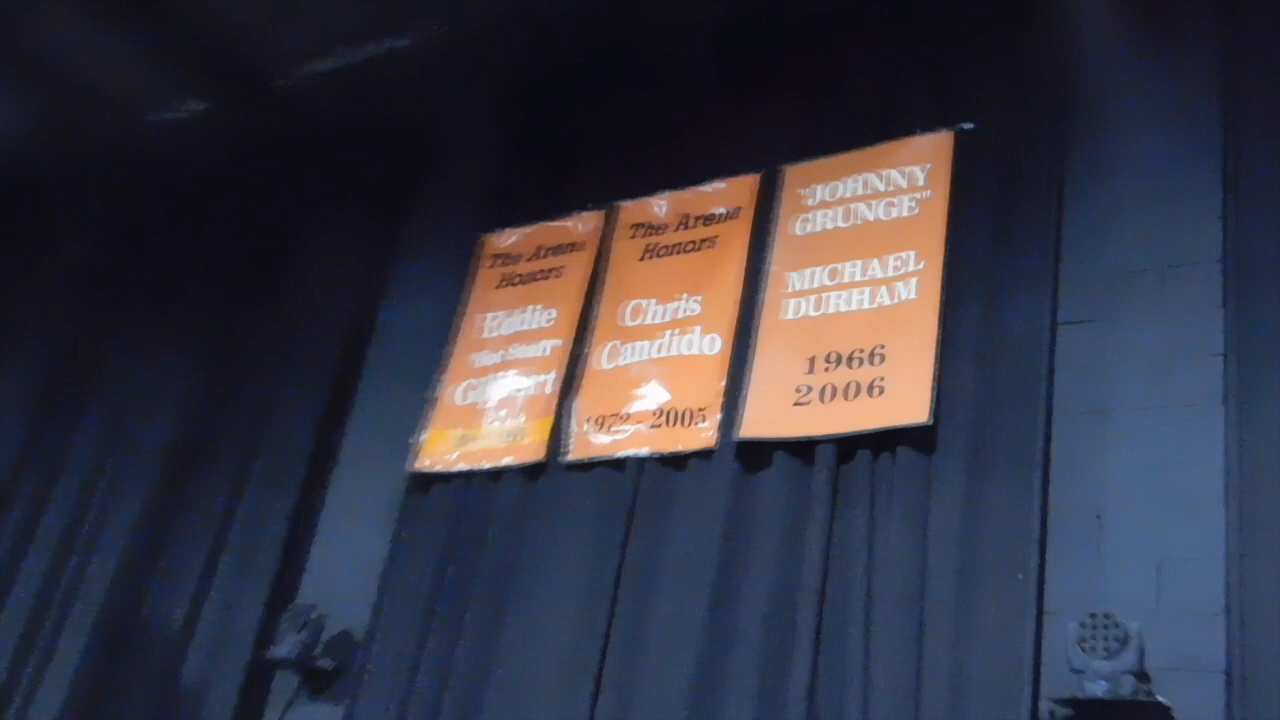 The Arena
Honors
Eddie
"Hot Stuff"
Gilbert
The Arena
Honors
Chris
Candido
1972 - 2005
"JOHNNY
GRUNGE"
MICHAEL
DURHAM
1966
2006